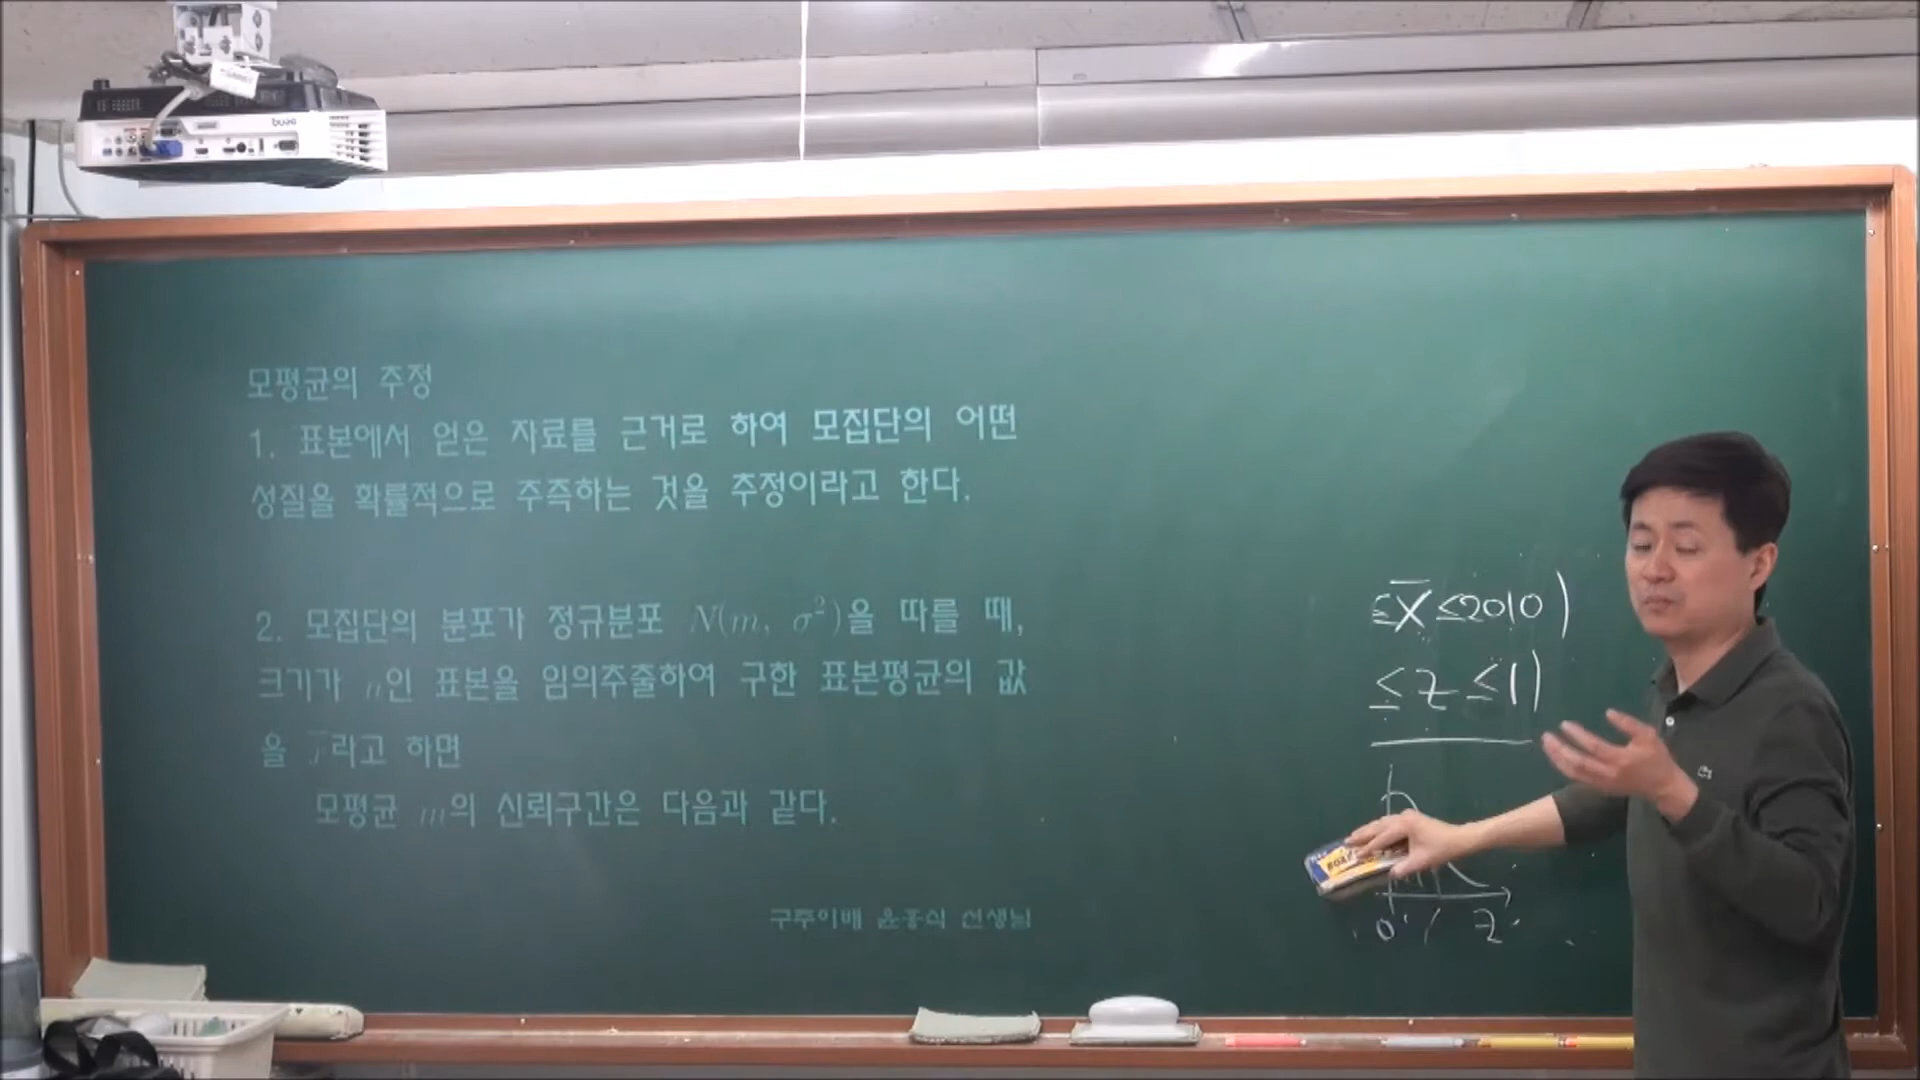 모평균의 추정
1. 표본에서 얻은 자료를 근거로 하여 모집단의 어떤
성질을 확률적으로 추측하는 것을 추정이라고 한다.
2. 모집단의 분포가 정규분포 N(m, σ²)을 따를 때,
크기가 n인 표본을 임의추출하여 구한 표본평균의 값
을 x̄라고 하면
모평균 m의 신뢰구간은 다음과 같다.
구주이배 윤홍식 선생님
≤X̄≤2010)
≤Z≤1)
0 1 Z
BenQ